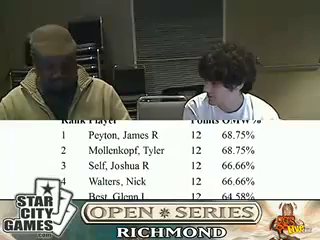 Rank Player Points OMW%
1 Peyton, James R 12 68.75%
2 Mollenkopf, Tyler 12 68.75%
3 Self, Joshua R 12 66.66%
4 Walters, Nick 12 66.66%
Best, Glenn 12 64.58%
STAR
CITY
GAMES
.com
OPEN SERIES
RICHMOND